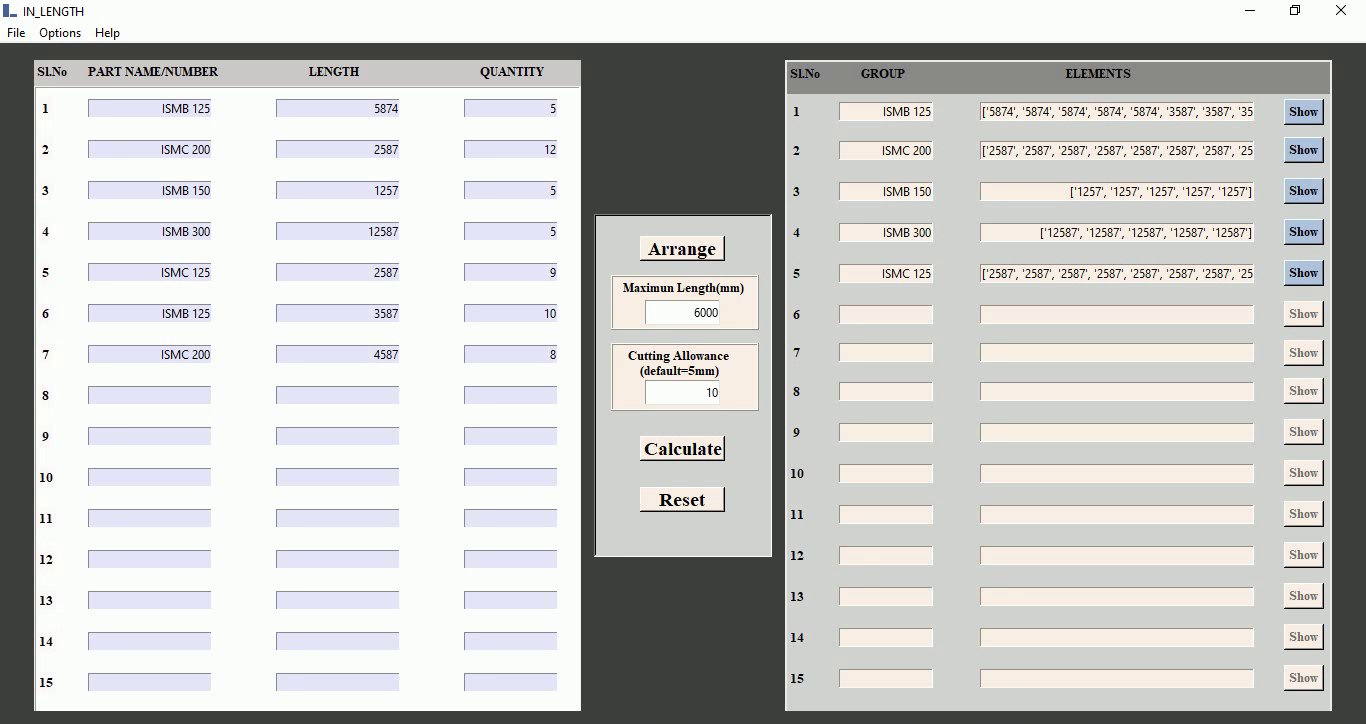 IN_LENGTH
File Options Help
Sl.No PART NAME/NUMBER LENGTH QUANTITY
1 ISMB 125 5874 5
2 ISMC 200 2587 12
3 ISMB 150 1257 5
4 ISMB 300 12587 5
5 ISMC 125 2587 9
6 ISMB 125 3587 10
7 ISMC 200 4587 8
8
9
10
11
12
13
14
15
Arrange
Maximun Length(mm)
6000
Cutting Allowance
(default=5mm)
10
Calculate
Reset
Sl.No GROUP ELEMENTS
1 ISMB 125 ['5874', '5874', '5874', '5874', '5874', '3587', '3587', '35 Show
2 ISMC 200 ['2587', '2587', '2587', '2587', '2587', '2587', '2587', '25 Show
3 ISMB 150 ['1257', '1257', '1257', '1257', '1257'] Show
4 ISMB 300 ['12587', '12587', '12587', '12587', '12587'] Show
5 ISMC 125 ['2587', '2587', '2587', '2587', '2587', '2587', '2587', '25 Show
6 Show
7 Show
8 Show
9 Show
10 Show
11 Show
12 Show
13 Show
14 Show
15 Show